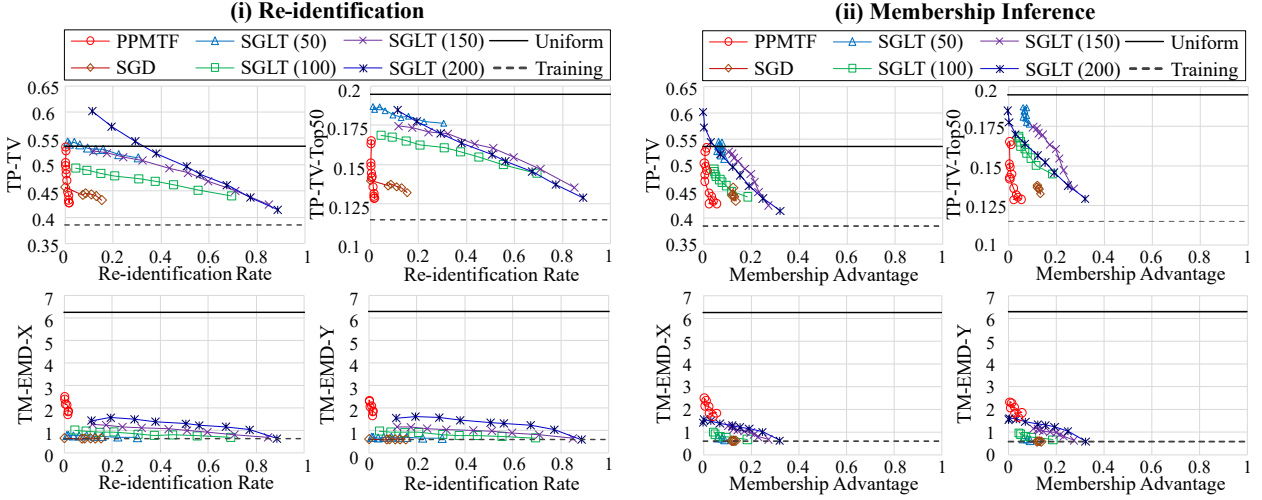 (i) Re-identification
PPMTF SGLT (50) SGLT (150) Uniform
SGD SGLT (100) SGLT (200) Training
TP-TV
0.65
0.6
0.55
0.5
0.45
0.4
0.35
0 0.2 0.4 0.6 0.8 1
Re-identification Rate
TP-TV-Top50
0.2
0.175
0.15
0.125
0.1
0 0.2 0.4 0.6 0.8 1
Re-identification Rate
TM-EMD-X
7
6
5
4
3
2
1
0
0 0.2 0.4 0.6 0.8 1
Re-identification Rate
TM-EMD-Y
7
6
5
4
3
2
1
0
0 0.2 0.4 0.6 0.8 1
Re-identification Rate
(ii) Membership Inference
PPMTF SGLT (50) SGLT (150) Uniform
SGD SGLT (100) SGLT (200) Training
TP-TV
0.65
0.6
0.55
0.5
0.45
0.4
0.35
0 0.2 0.4 0.6 0.8 1
Membership Advantage
TP-TV-Top50
0.2
0.175
0.15
0.125
0.1
0 0.2 0.4 0.6 0.8 1
Membership Advantage
TM-EMD-X
7
6
5
4
3
2
1
0
0 0.2 0.4 0.6 0.8 1
Membership Advantage
TM-EMD-Y
7
6
5
4
3
2
1
0
0 0.2 0.4 0.6 0.8 1
Membership Advantage